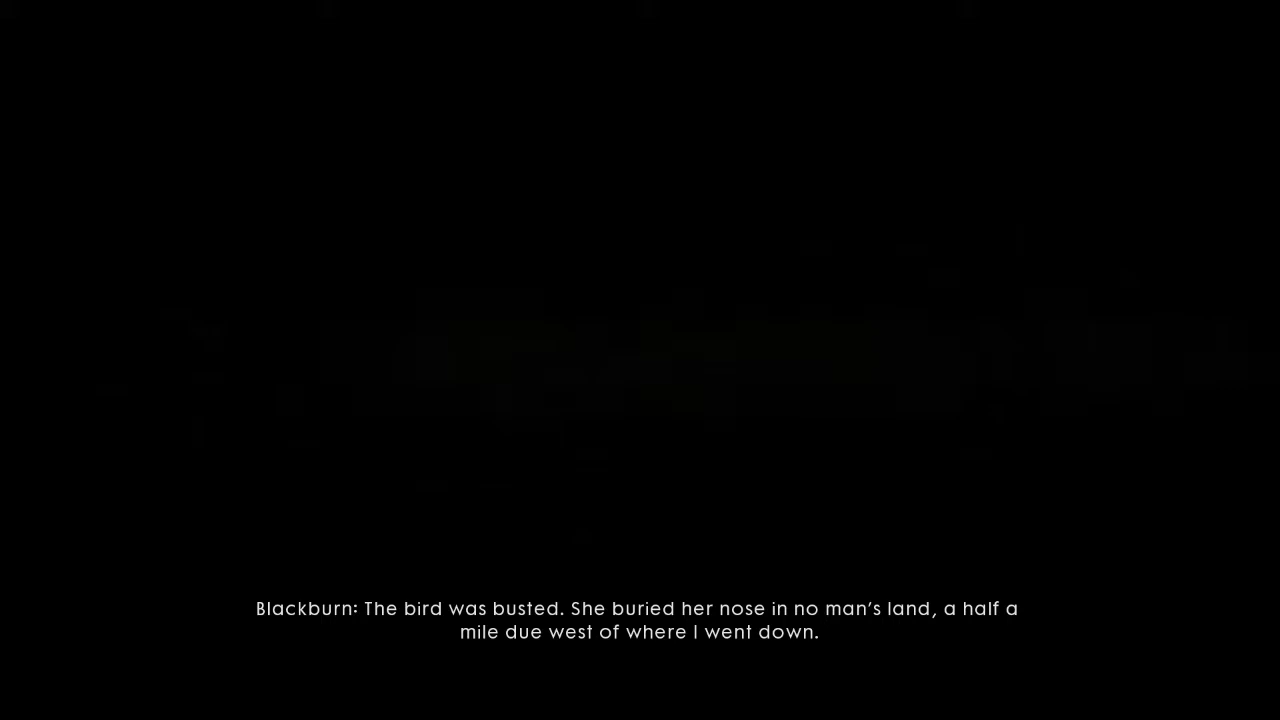 Blackburn: The bird was busted. She buried her nose in no man's land, a half a
mile due west of where I went down.